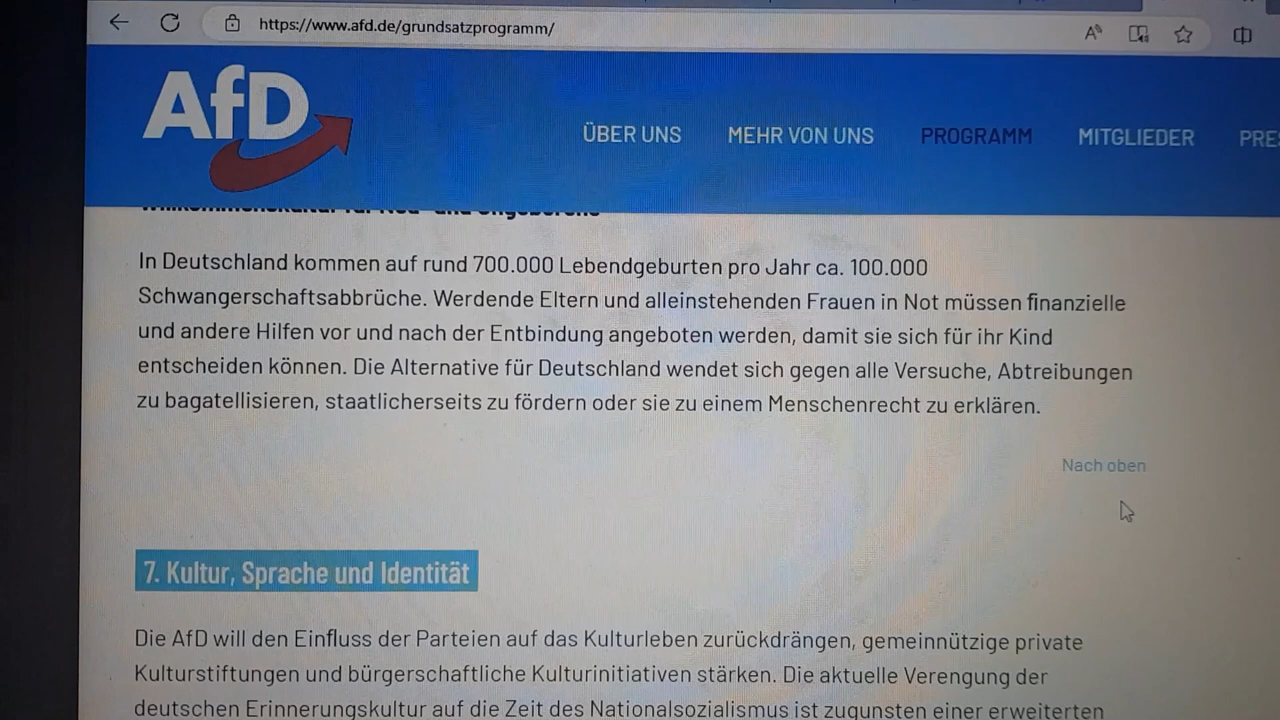 https://www.afd.de/grundsatzprogramm/
AfD
ÜBER UNS MEHR VON UNS PROGRAMM MITGLIEDER
In Deutschland kommen auf rund 700.000 Lebendgeburten pro Jahr ca. 100.000
Schwangerschaftsabbrüche. Werdende Eltern und alleinstehenden Frauen in Not müssen finanzielle
und andere Hilfen vor und nach der Entbindung angeboten werden, damit sie sich für ihr Kind
entscheiden können. Die Alternative für Deutschland wendet sich gegen alle Versuche, Abtreibungen
zu bagatellisieren, staatlicherseits zu fördern oder sie zu einem Menschenrecht zu erklären.
Nach oben
7. Kultur, Sprache und Identität
Die AfD will den Einfluss der Parteien auf das Kulturleben zurückdrängen, gemeinnützige private
Kulturstiftungen und bürgerschaftliche Kulturinitiativen stärken. Die aktuelle Verengung der
deutschen Erinnerungskultur auf die Zeit des Nationalsozialismus ist zugunsten einer erweiterten